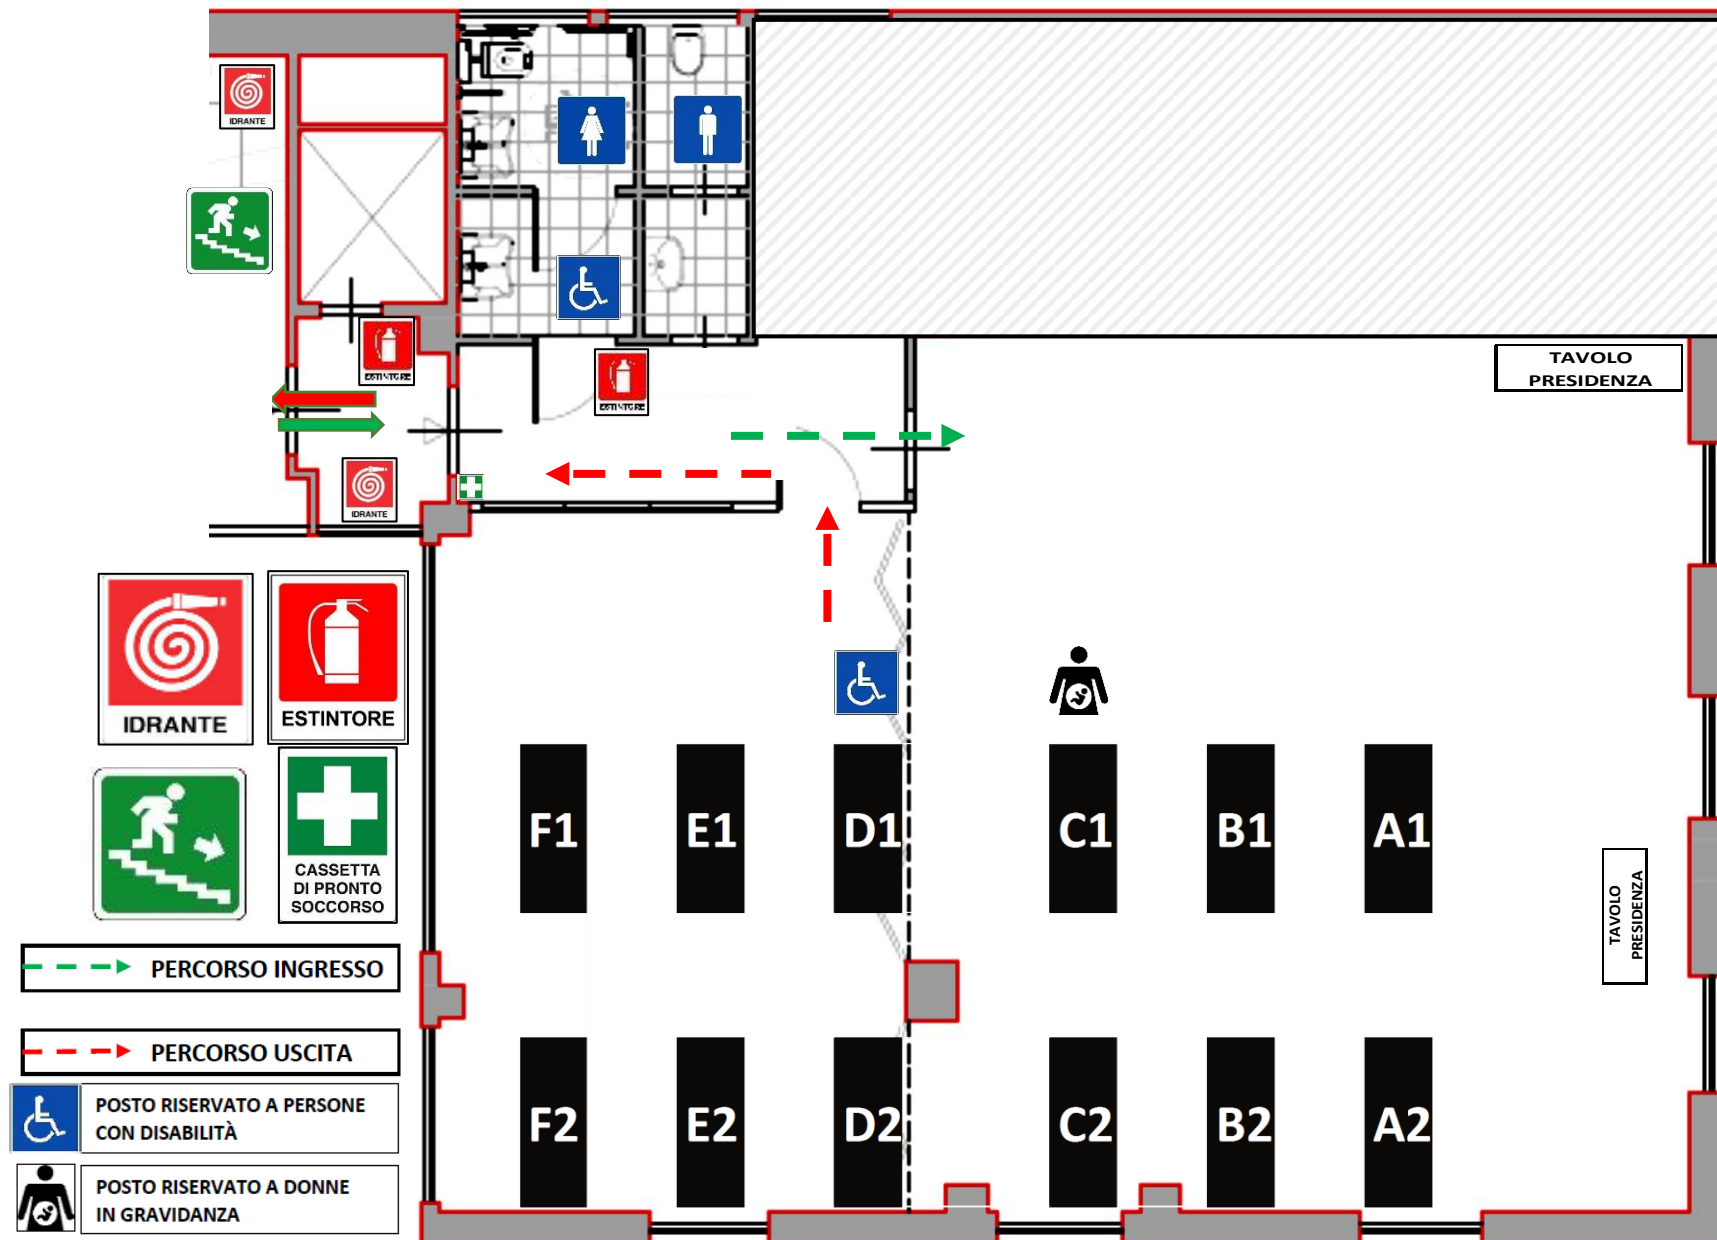 IDRANTE
ESTINTORE
ESTINTORE
IDRANTE
TAVOLO
PRESIDENZA
IDRANTE
ESTINTORE
CASSETTA
DI PRONTO
SOCCORSO
F1
E1
D1
C1
B1
A1
TAVOLO
PRESIDENZA
PERCORSO INGRESSO
PERCORSO USCITA
POSTO RISERVATO A PERSONE
CON DISABILITÀ
POSTO RISERVATO A DONNE
IN GRAVIDANZA
F2
E2
D2
C2
B2
A2